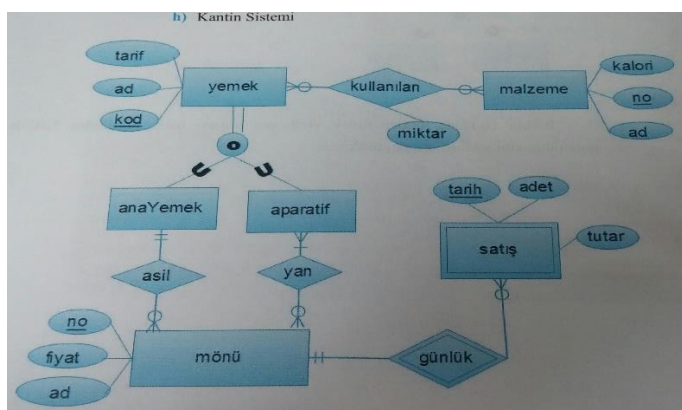 h) Kantin Sistemi
tarif
ad
kod
yemek
kullanılan
miktar
malzeme
kalori
no
ad
o
U
U
anaYemek
aparatif
asil
yan
tarih
adet
satış
tutar
no
fiyat
ad
mönü
günlük